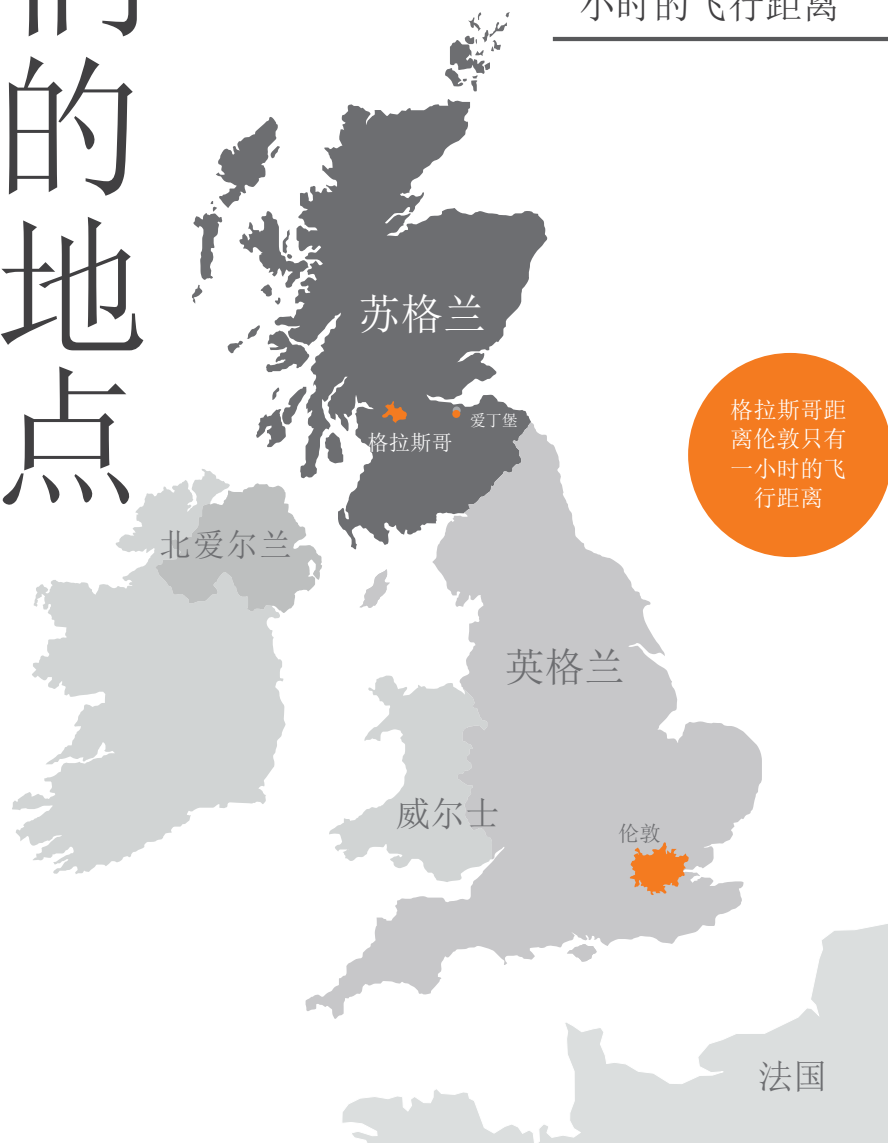 们的地点
小时的飞行距离
苏格兰
爱丁堡
格拉斯哥
格拉斯哥距
离伦敦只有
一小时的飞
行距离
北爱尔兰
英格兰
威尔士
伦敦
法国